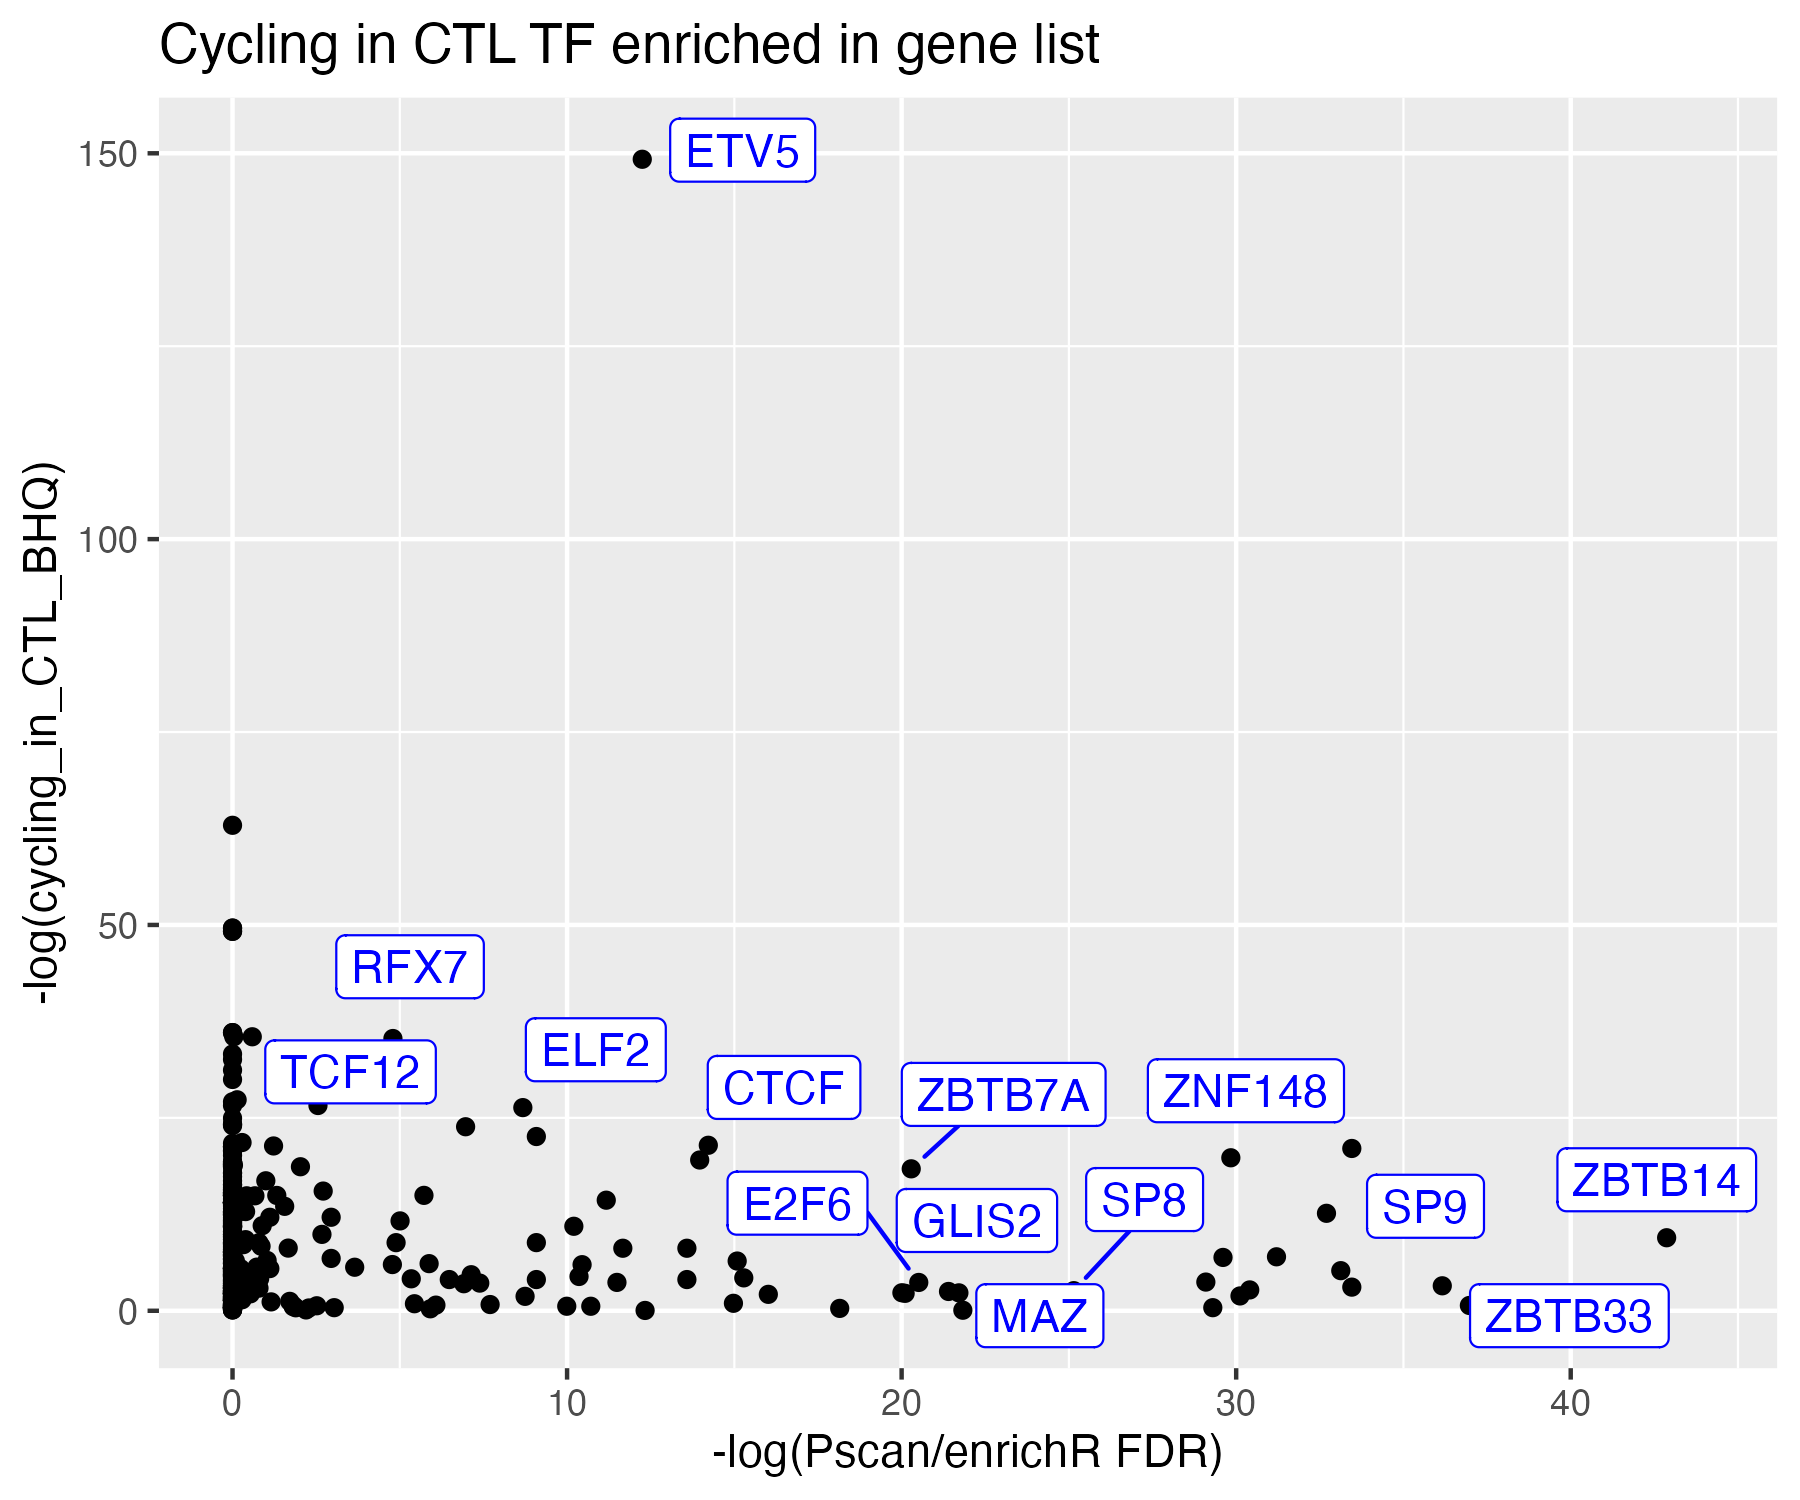 Cycling in CTL TF enriched in gene list
-log(cycling_in_CTL_BHQ)
150
100
50
0
ETV5
RFX7
ELF2
TCF12
CTCF
ZBTB7A
ZNF148
ZBTB14
E2F6
GLIS2
SP8
SP9
MAZ
ZBTB33
0
10
20
30
40
-log(Pscan/enrichR FDR)